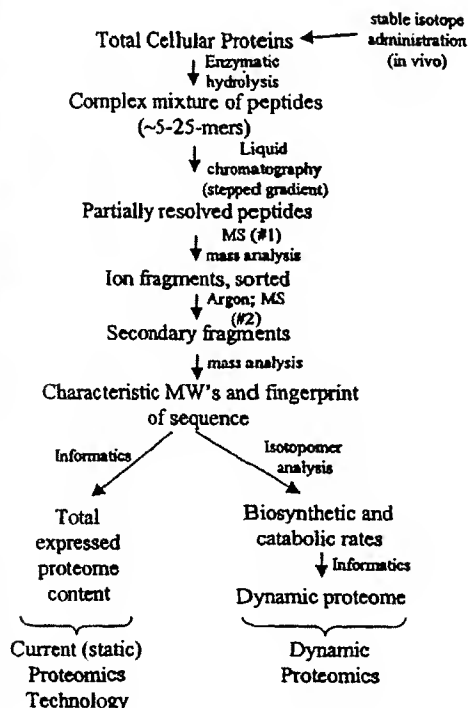 stable isotope
administration
(in vivo)
Total Cellular Proteins
Enzymatic
hydrolysis
Complex mixture of peptides
(~5-25-mers)
Liquid
chromatography
(stepped gradient)
Partially resolved peptides
MS (#1)
mass analysis
Ion fragments, sorted
Argon; MS
(#2)
Secondary fragments
mass analysis
Characteristic MW's and fingerprint
of sequence
Informatics
Isotopomer
analysis
Total
expressed
proteome
content
Biosynthetic and
catabolic rates
Informatics
Dynamic proteome
Current (static)
Proteomics
Technology
Dynamic
Proteomics